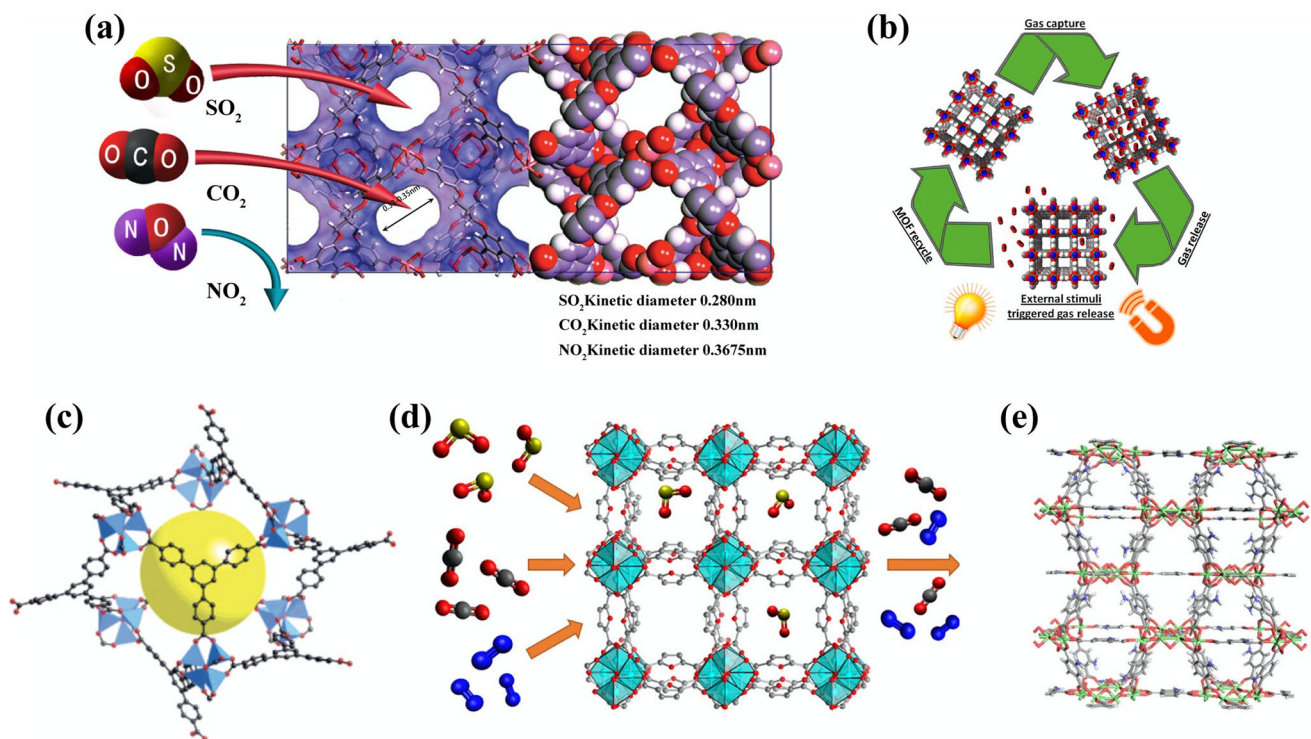 (a)
O S O
SO₂
O C O
CO₂
N O N
NO₂
SO₂Kinetic diameter 0.280nm
CO₂Kinetic diameter 0.330nm
NO₂Kinetic diameter 0.3675nm
(b)
Gas capture
MOF recycle
Gas release
External stimuli
triggered gas release
(c)
(d)
(e)